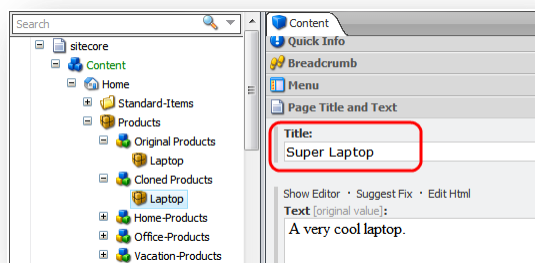 Search
sitecore
Content
Home
Standard-Items
Products
Original Products
Laptop
Cloned Products
Laptop
Home-Products
Office-Products
Vacation-Products
Content
Quick Info
Breadcrumb
Menu
Page Title and Text
Title:
Super Laptop
Show Editor · Suggest Fix · Edit Html
Text [original value]:
A very cool laptop.